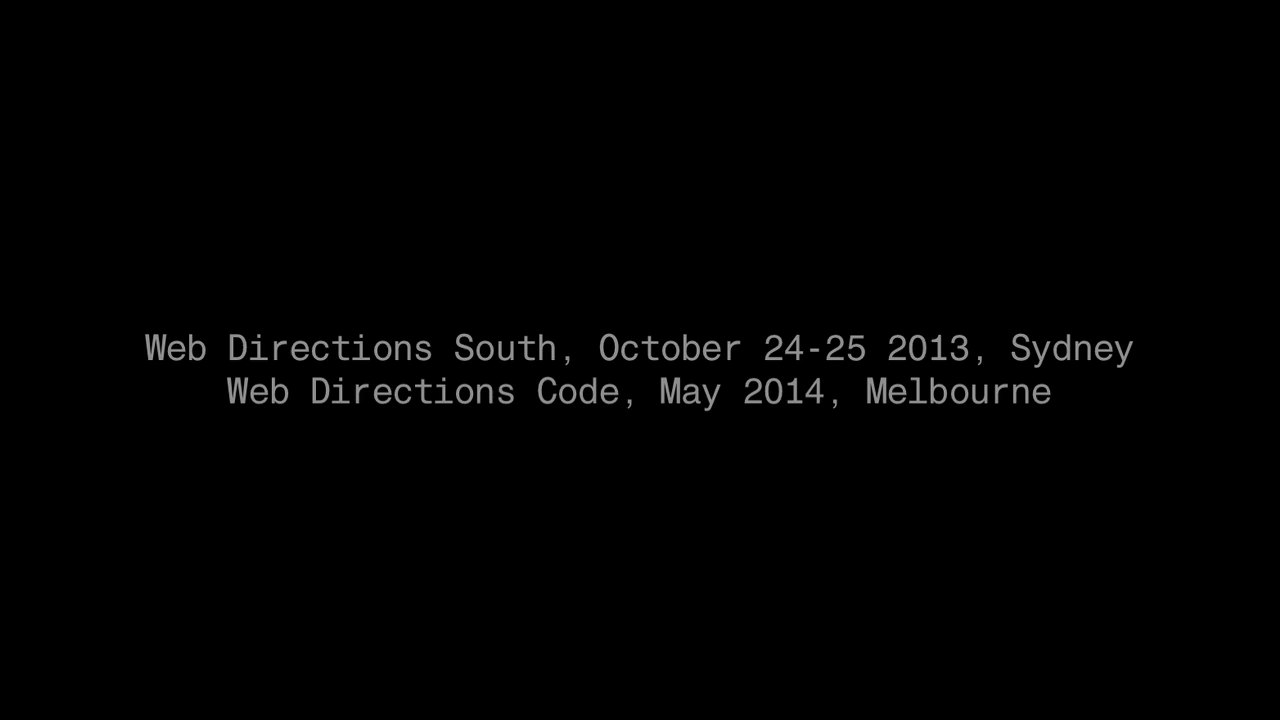 Web Directions South, October 24-25 2013, Sydney
Web Directions Code, May 2014, Melbourne